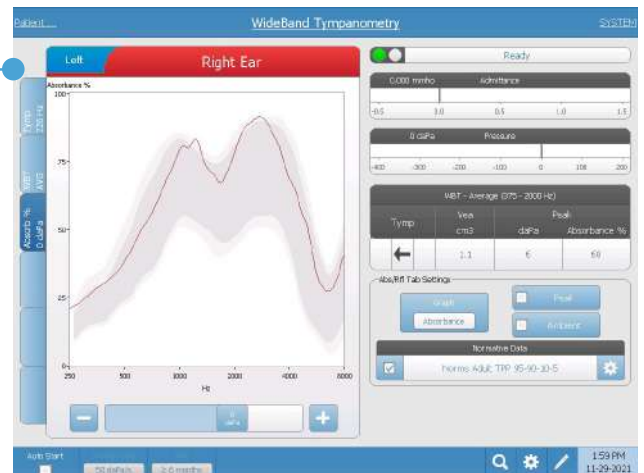 Patient ...
WideBand Tympanometry
SYSTEM
Left
Right Ear
Absorbance %
100
75
50
25
0
250
500
1000
2000
4000
8000
Hz
Tymp
226 Hz
WBT
AVG
Absorb %
0 daPa
0
daPa
Ready
0.000 mmho
Admittance
-0.5
0.0
0.5
1.0
1.5
0 daPa
Pressure
-400
-300
-200
-100
0
100
200
WBT - Average (375 - 2000 Hz)
Tymp
Vea
cm3
Peak
daPa
Absorbance %
1.1
6
68
Abs/Rfl Tab Settings
Graph
Absorbance
Peak
Ambient
Normative Data
Norms Adult TPP 95-90-10-5
Auto Start
50 daPa/s
≥ 6 months
1:59 PM
11-29-2021